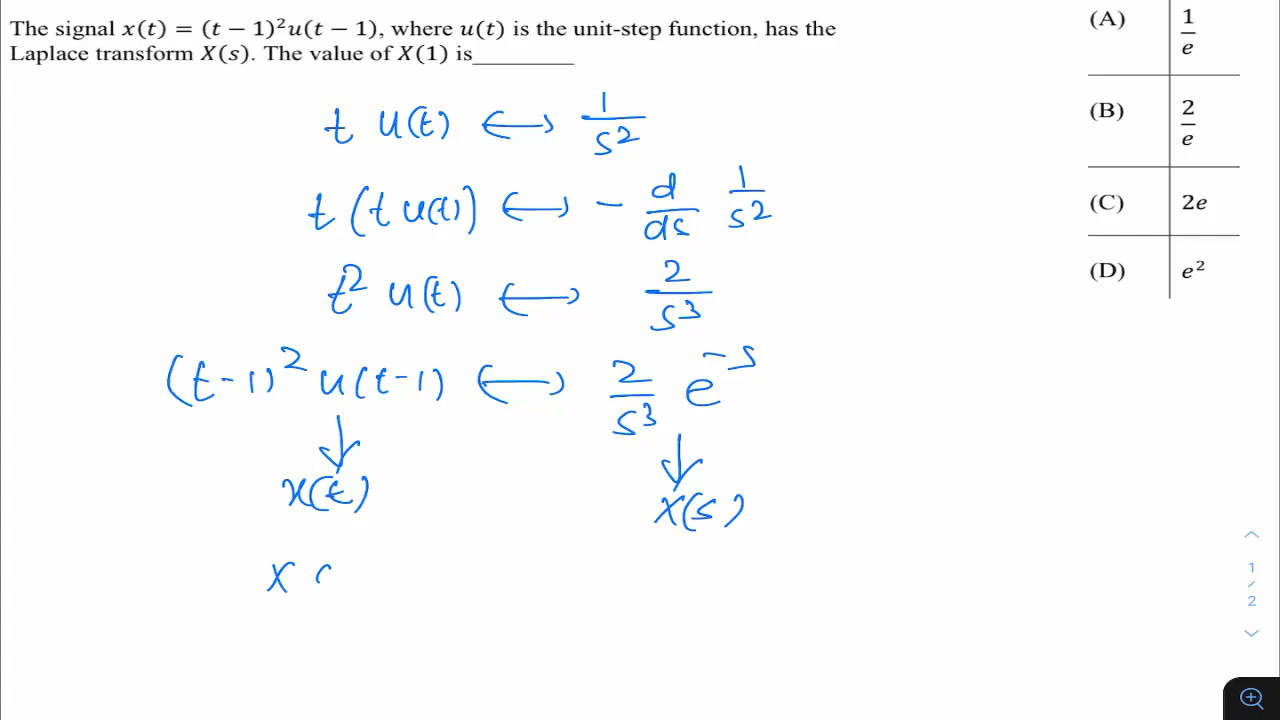 The signal x(t) = (t − 1)²u(t − 1), where u(t) is the unit-step function, has the
Laplace transform X(s). The value of X(1) is_________
(A) 1/e
(B) 2/e
(C) 2e
(D) e²
t u(t) ⟷ 1/s²
t (t u(t)) ⟷ − d/ds 1/s²
t² u(t) ⟷ 2/s³
(t-1)² u(t-1) ⟷ 2/s³ e^-s
↓ ↓
x(t) X(s)
X (
1
/
2